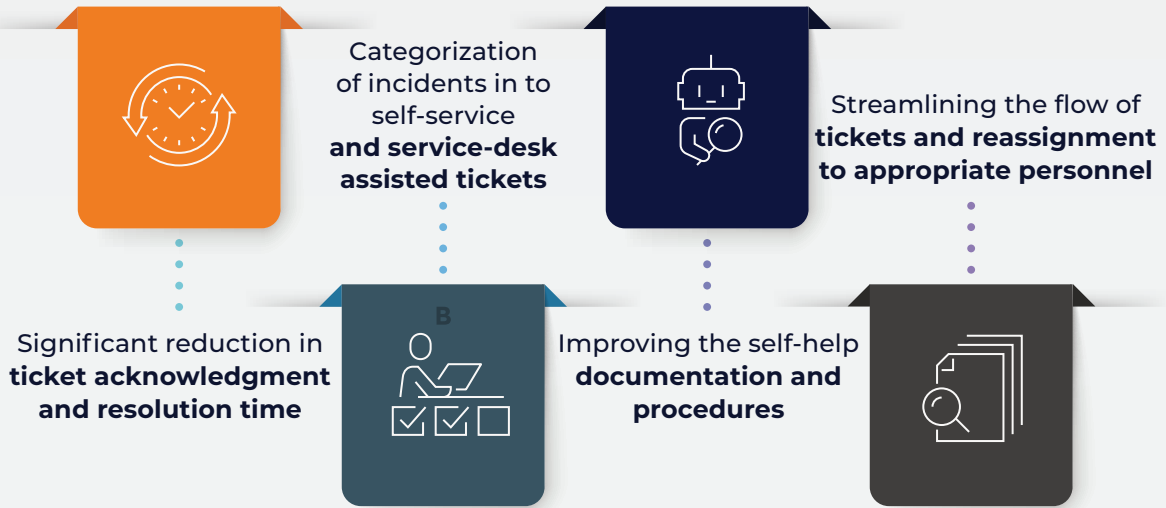 Categorization
of incidents in to
self-service
and service-desk
assisted tickets
Streamlining the flow of
tickets and reassignment
to appropriate personnel
B
Significant reduction in
ticket acknowledgment
and resolution time
Improving the self-help
documentation and
procedures